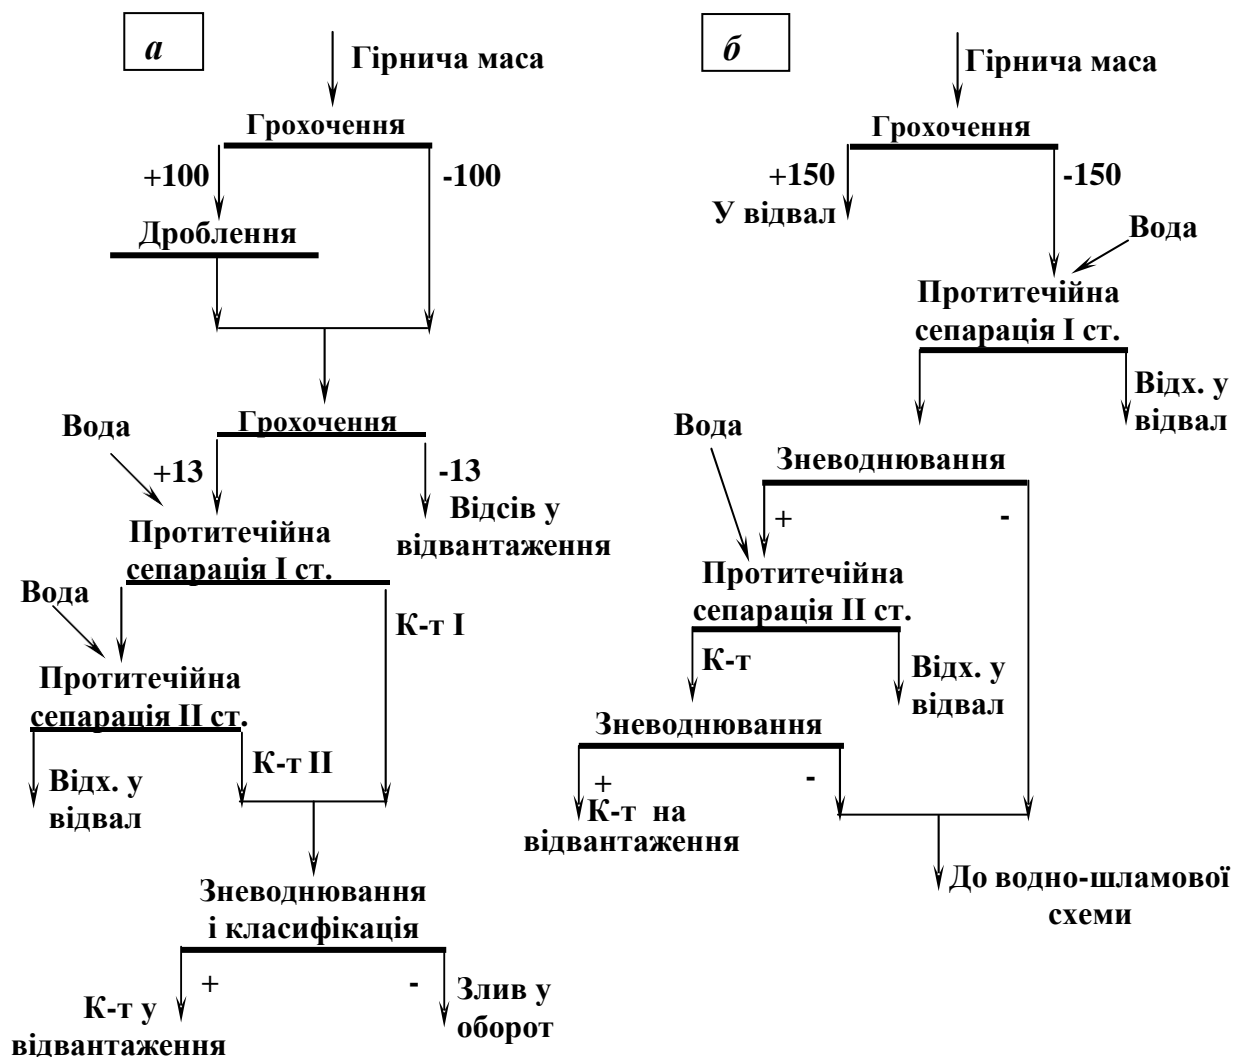 а
Гірнича маса
Грохочення
+100
-100
Дроблення
Грохочення
Вода
+13
-13
Відсів у
відвантаження
Протитечійна
сепарація І ст.
Вода
К-т І
Протитечійна
сепарація ІІ ст.
К-т ІІ
Відх. у
відвал
Зневоднювання
і класифікація
+
-
К-т у
відвантаження
Злив у
оборот
б
Гірнича маса
Грохочення
+150
-150
У відвал
Вода
Протитечійна
сепарація І ст.
Відх. у
відвал
Вода
Зневоднювання
+
-
Протитечійна
сепарація ІІ ст.
К-т
Відх. у
відвал
Зневоднювання
+
-
К-т на
відвантаження
До водно-шламової
схеми